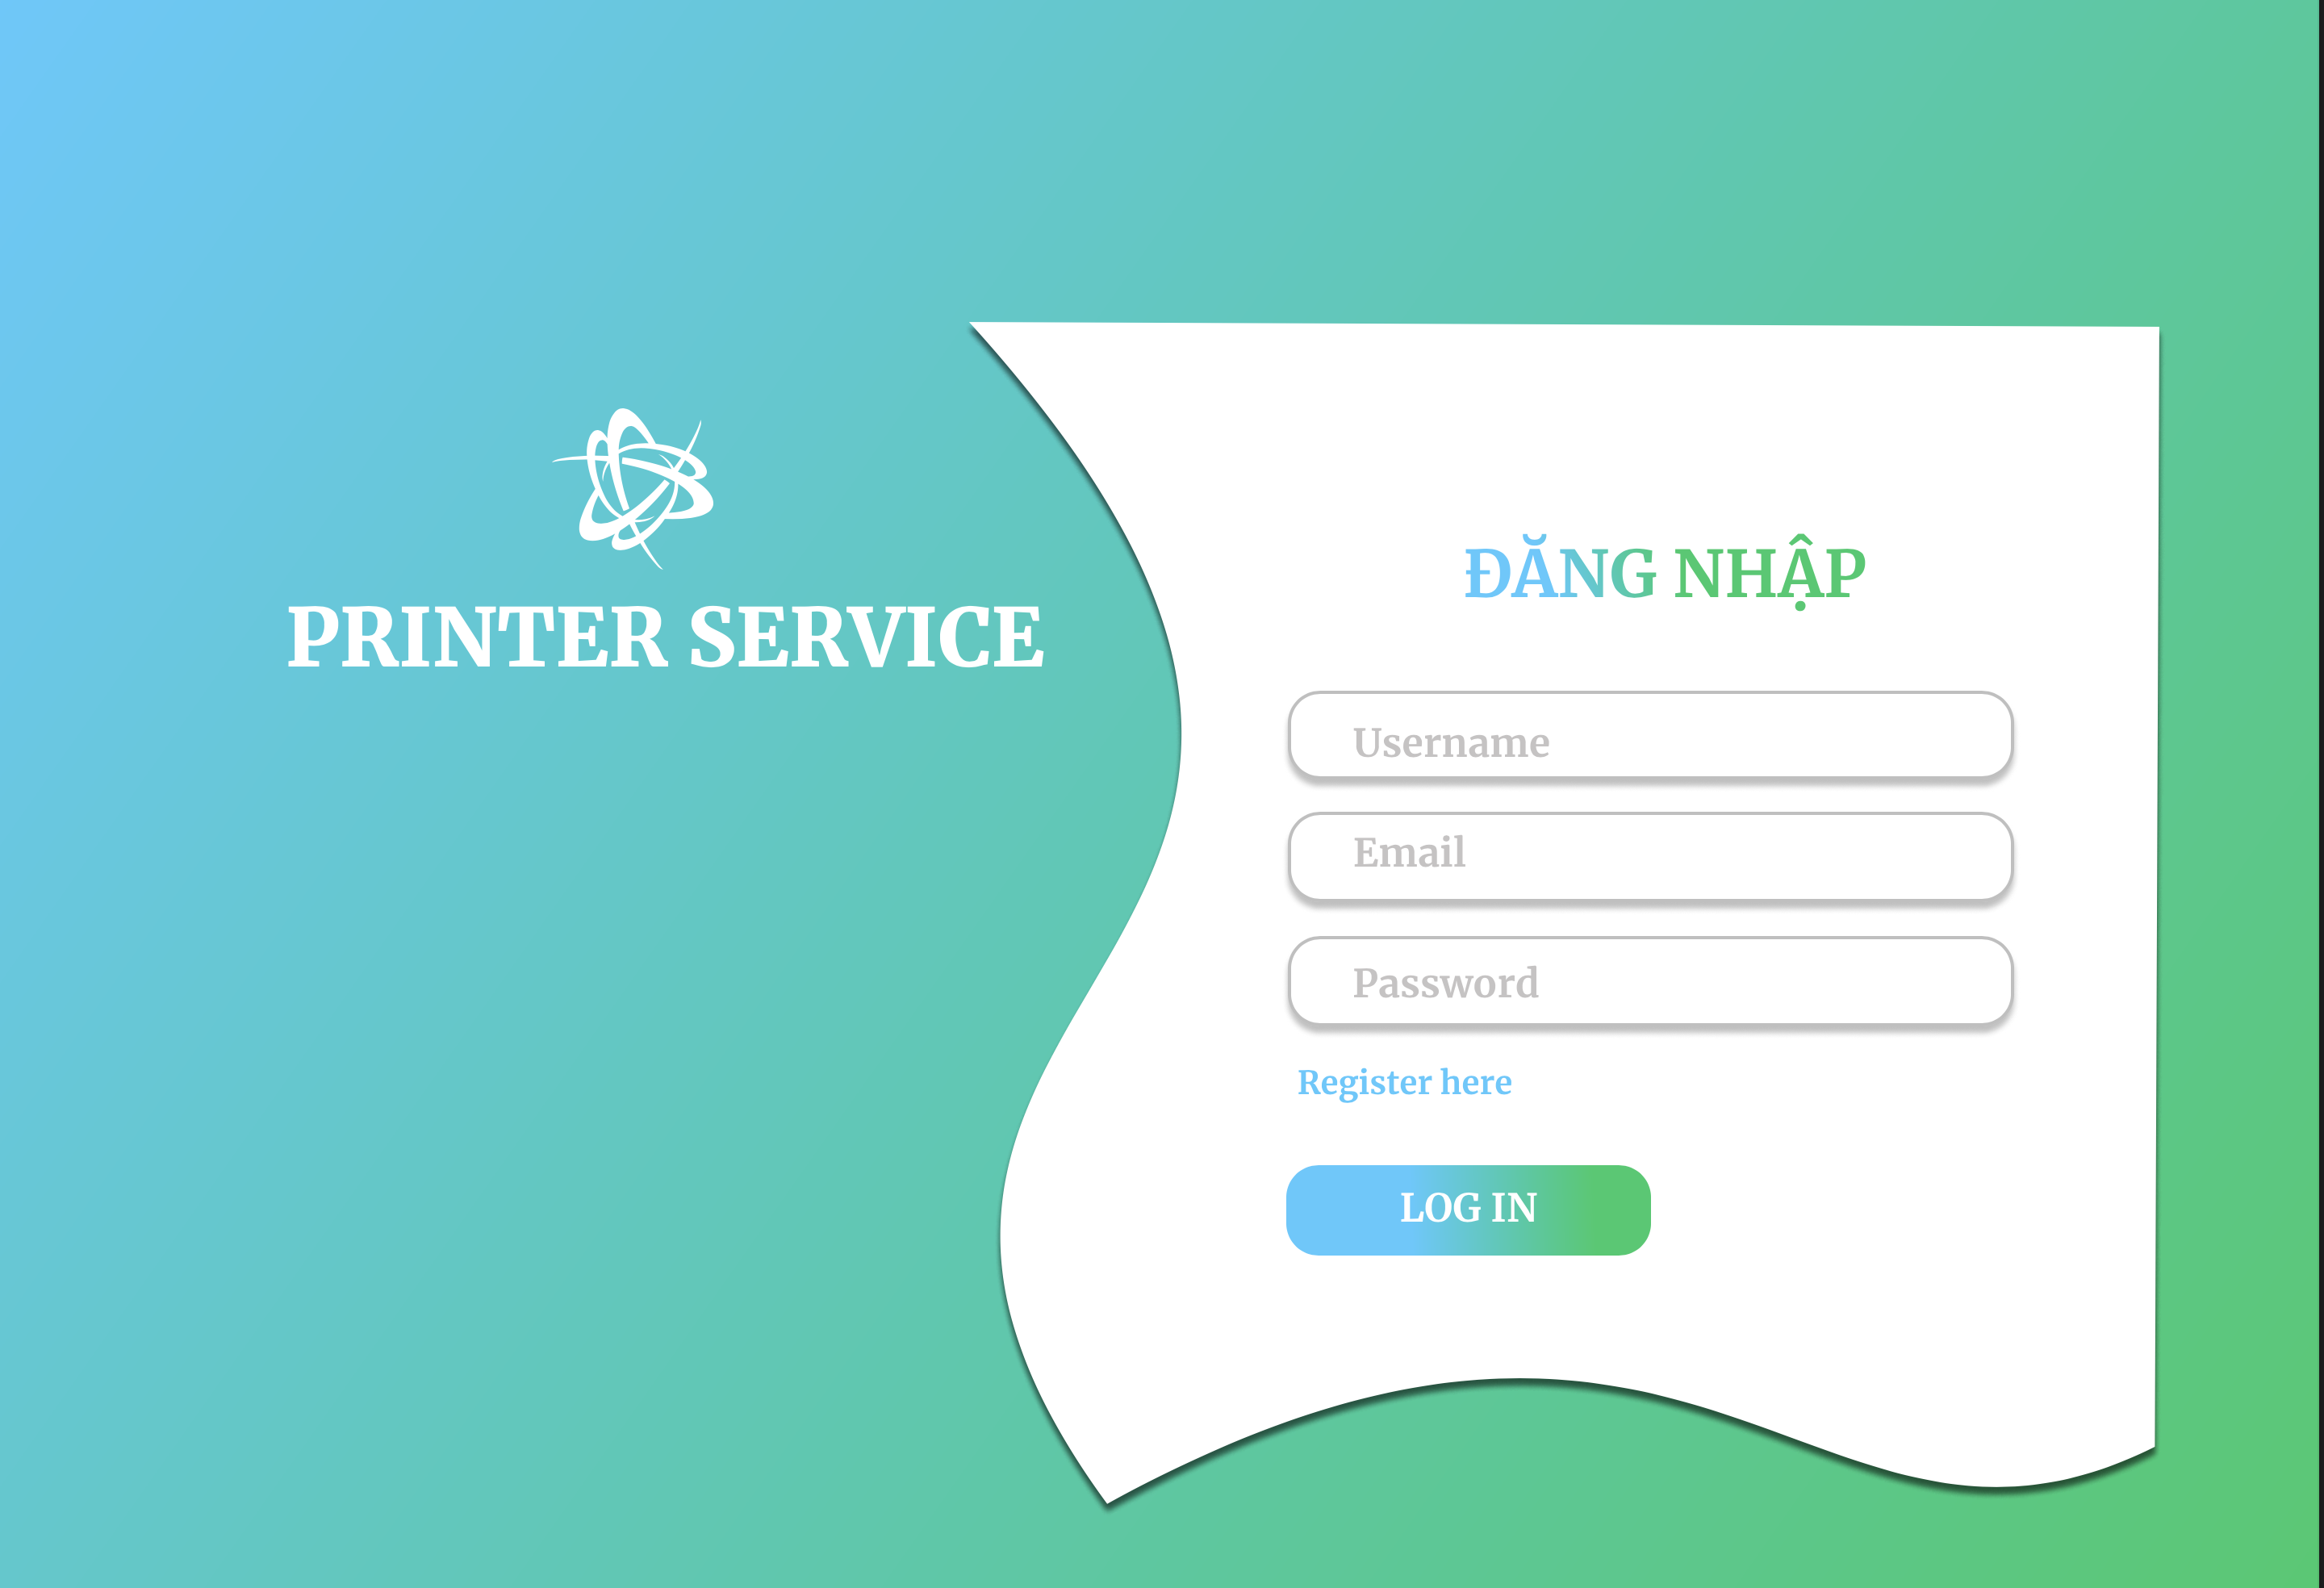 PRINTER SERVICE
ĐĂNG NHẬP
Username
Email
Password
Register here
LOG IN